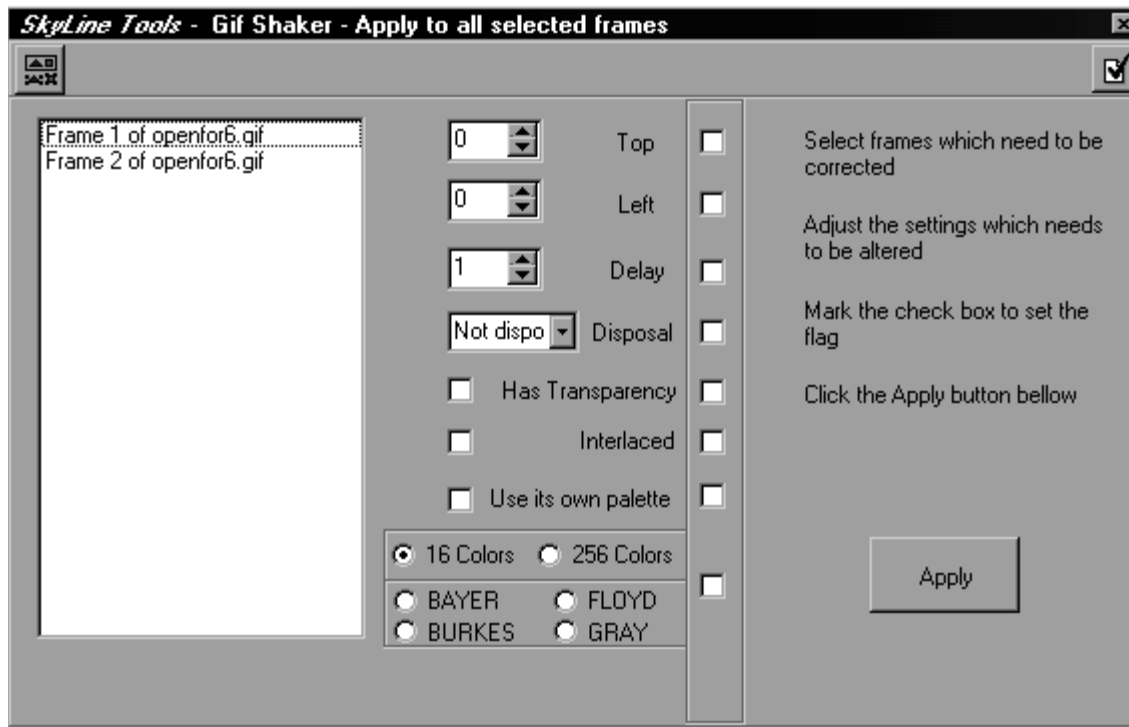 SkyLine Tools - Gif Shaker - Apply to all selected frames
Frame 1 of openfor6.gif
Frame 2 of openfor6.gif
0
Top
0
Left
1
Delay
Not dispo
Disposal
Has Transparency
Interlaced
Use its own palette
16 Colors
256 Colors
BAYER
FLOYD
BURKES
GRAY
Select frames which need to be
corrected
Adjust the settings which needs
to be altered
Mark the check box to set the
flag
Click the Apply button bellow
Apply